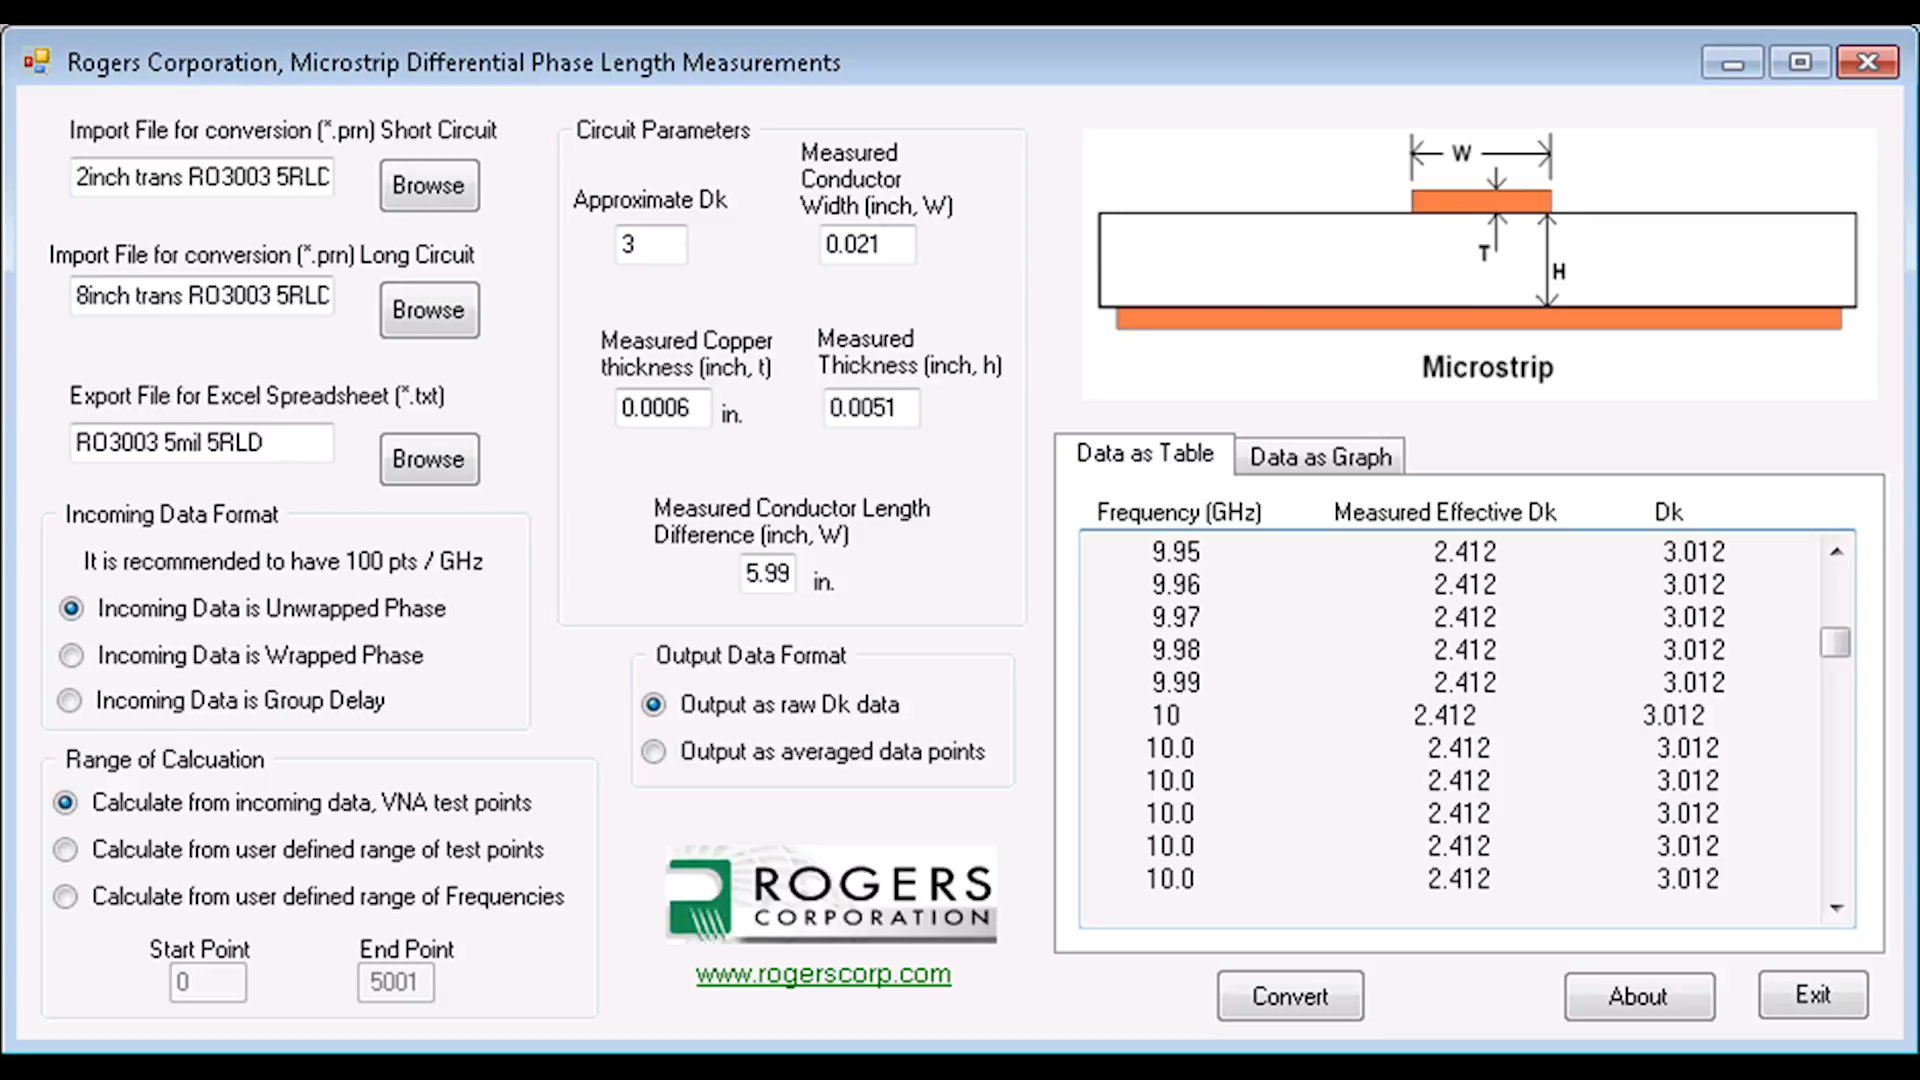 Rogers Corporation, Microstrip Differential Phase Length Measurements
Import File for conversion (*.prn) Short Circuit
2inch trans RO3003 5RLD
Browse
Import File for conversion (*.prn) Long Circuit
8inch trans RO3003 5RLD
Browse
Export File for Excel Spreadsheet (*.txt)
RO3003 5mil 5RLD
Browse
Incoming Data Format
It is recommended to have 100 pts / GHz
Incoming Data is Unwrapped Phase
Incoming Data is Wrapped Phase
Incoming Data is Group Delay
Range of Calcuation
Calculate from incoming data, VNA test points
Calculate from user defined range of test points
Calculate from user defined range of Frequencies
Start Point
End Point
0
5001
Circuit Parameters
Approximate Dk
3
Measured
Conductor
Width (inch, W)
0.021
Measured Copper
thickness (inch, t)
0.0006 in.
Measured
Thickness (inch, h)
0.0051
Measured Conductor Length
Difference (inch, W)
5.99 in.
Output Data Format
Output as raw Dk data
Output as averaged data points
ROGERS
CORPORATION
www.rogerscorp.com
W
T
H
Microstrip
Data as Table
Data as Graph
Frequency (GHz) Measured Effective Dk Dk
9.95 2.412 3.012
9.96 2.412 3.012
9.97 2.412 3.012
9.98 2.412 3.012
9.99 2.412 3.012
10 2.412 3.012
10.0 2.412 3.012
10.0 2.412 3.012
10.0 2.412 3.012
10.0 2.412 3.012
10.0 2.412 3.012
Convert
About
Exit